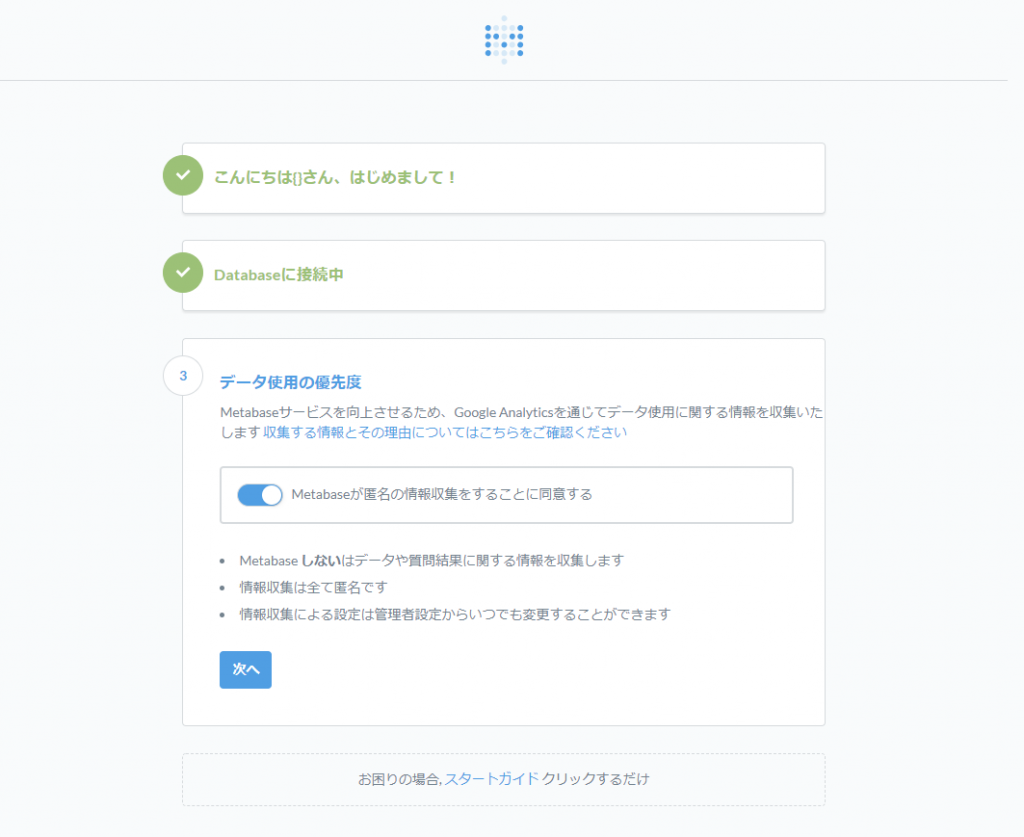 こんにちは{}さん、はじめまして！
Databaseに接続中
3
データ使用の優先度
Metabaseサービスを向上させるため、Google Analyticsを通じてデータ使用に関する情報を収集いた
します 収集する情報とその理由についてはこちらをご確認ください
Metabaseが匿名の情報収集をすることに同意する
• Metabase しないはデータや質問結果に関する情報を収集します
• 情報収集は全て匿名です
• 情報収集による設定は管理者設定からいつでも変更することができます
次へ
お困りの場合, スタートガイド クリックするだけ